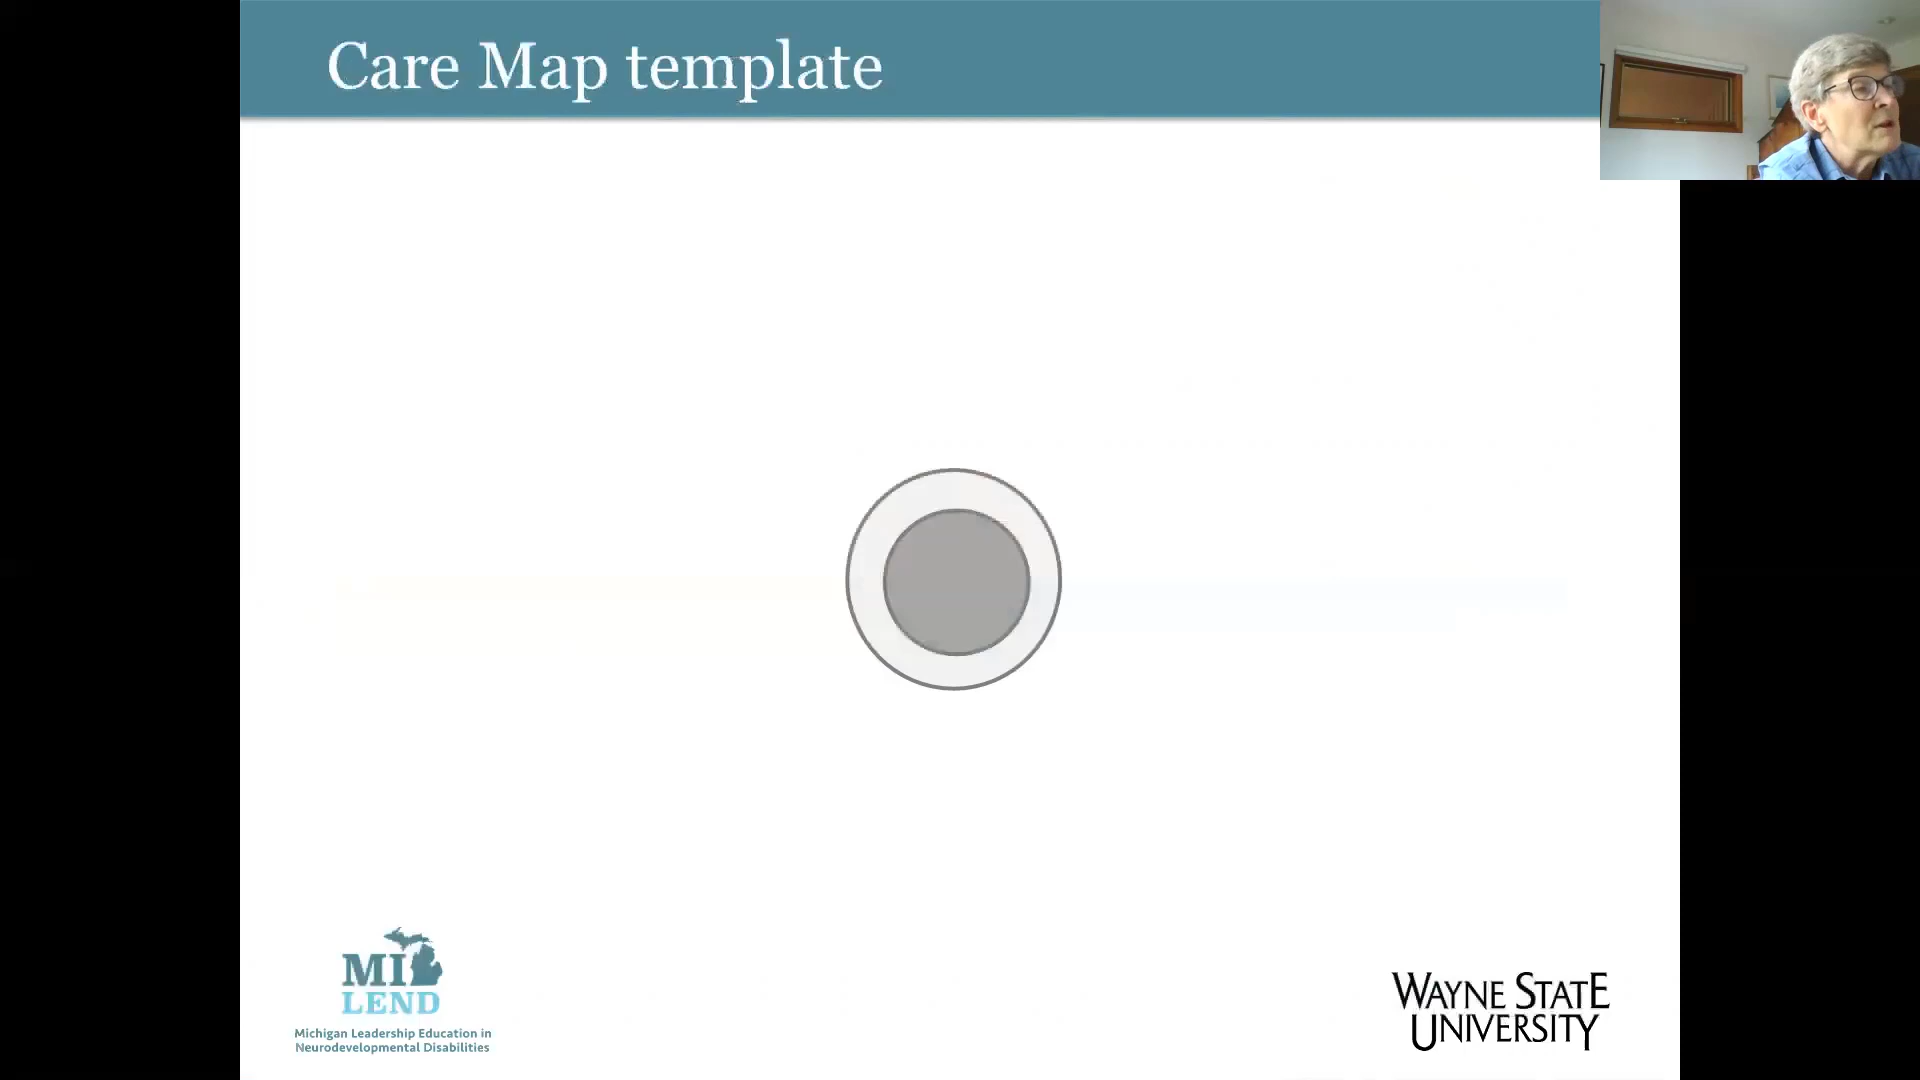 Care Map template
MI
LEND
Michigan Leadership Education in
Neurodevelopmental Disabilities
WAYNE STATE
UNIVERSITY